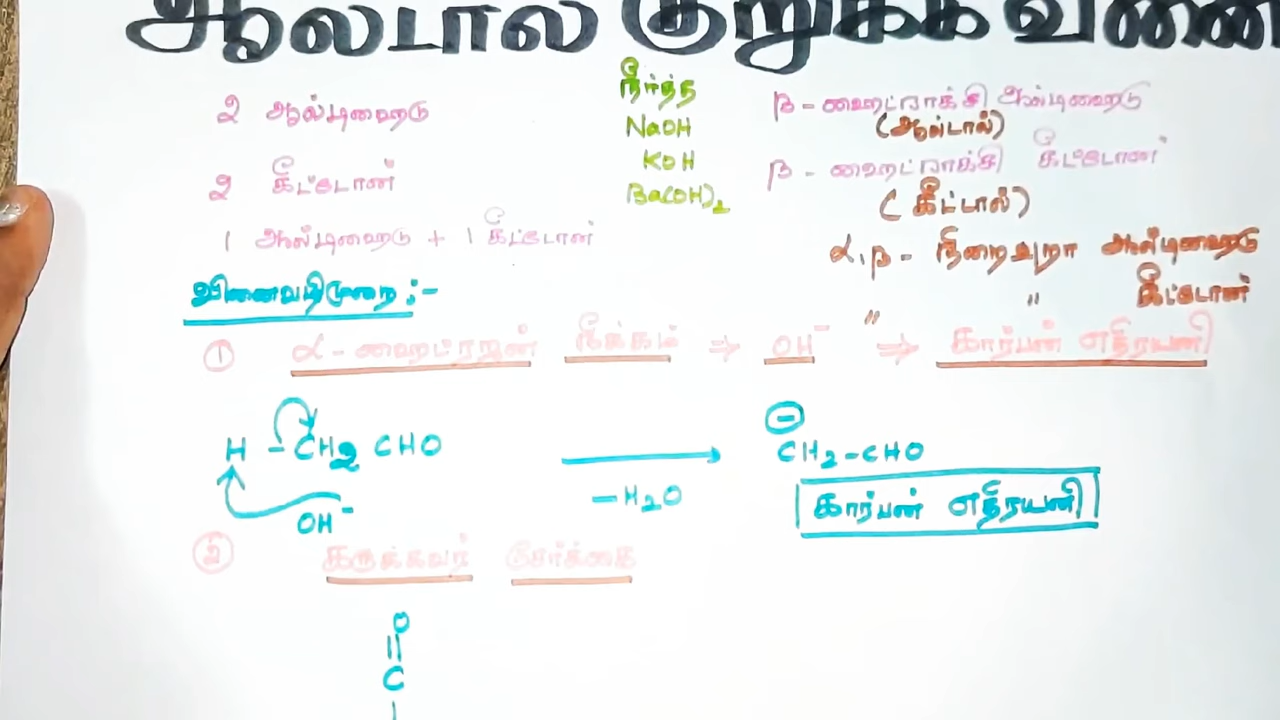 ஆல்டால் குறுக்க வினை
2 ஆல்டிஹைடு நீர்த்த β-ஹைட்ராக்சி ஆல்டிஹைடு
NaOH (ஆல்டால்)
2 கீட்டோன் KOH β-ஹைட்ராக்சி கீட்டோன்
Ba(OH)2 (கீட்டால்)
1 ஆல்டிஹைடு + 1 கீட்டோன் α,β- நிறைவுறா ஆல்டிஹைடு
" " கீட்டோன்
வினைவழிமுறை :-
① α-ஹைட்ரஜன் நீக்கம் ⇒ OH⁻ ⇒ கார்பன் எதிரயனி
⊖
H - CH2 CHO → CH2-CHO
OH⁻ -H2O கார்பன் எதிரயனி
② கருக்கவர் சேர்க்கை
O
||
C
|